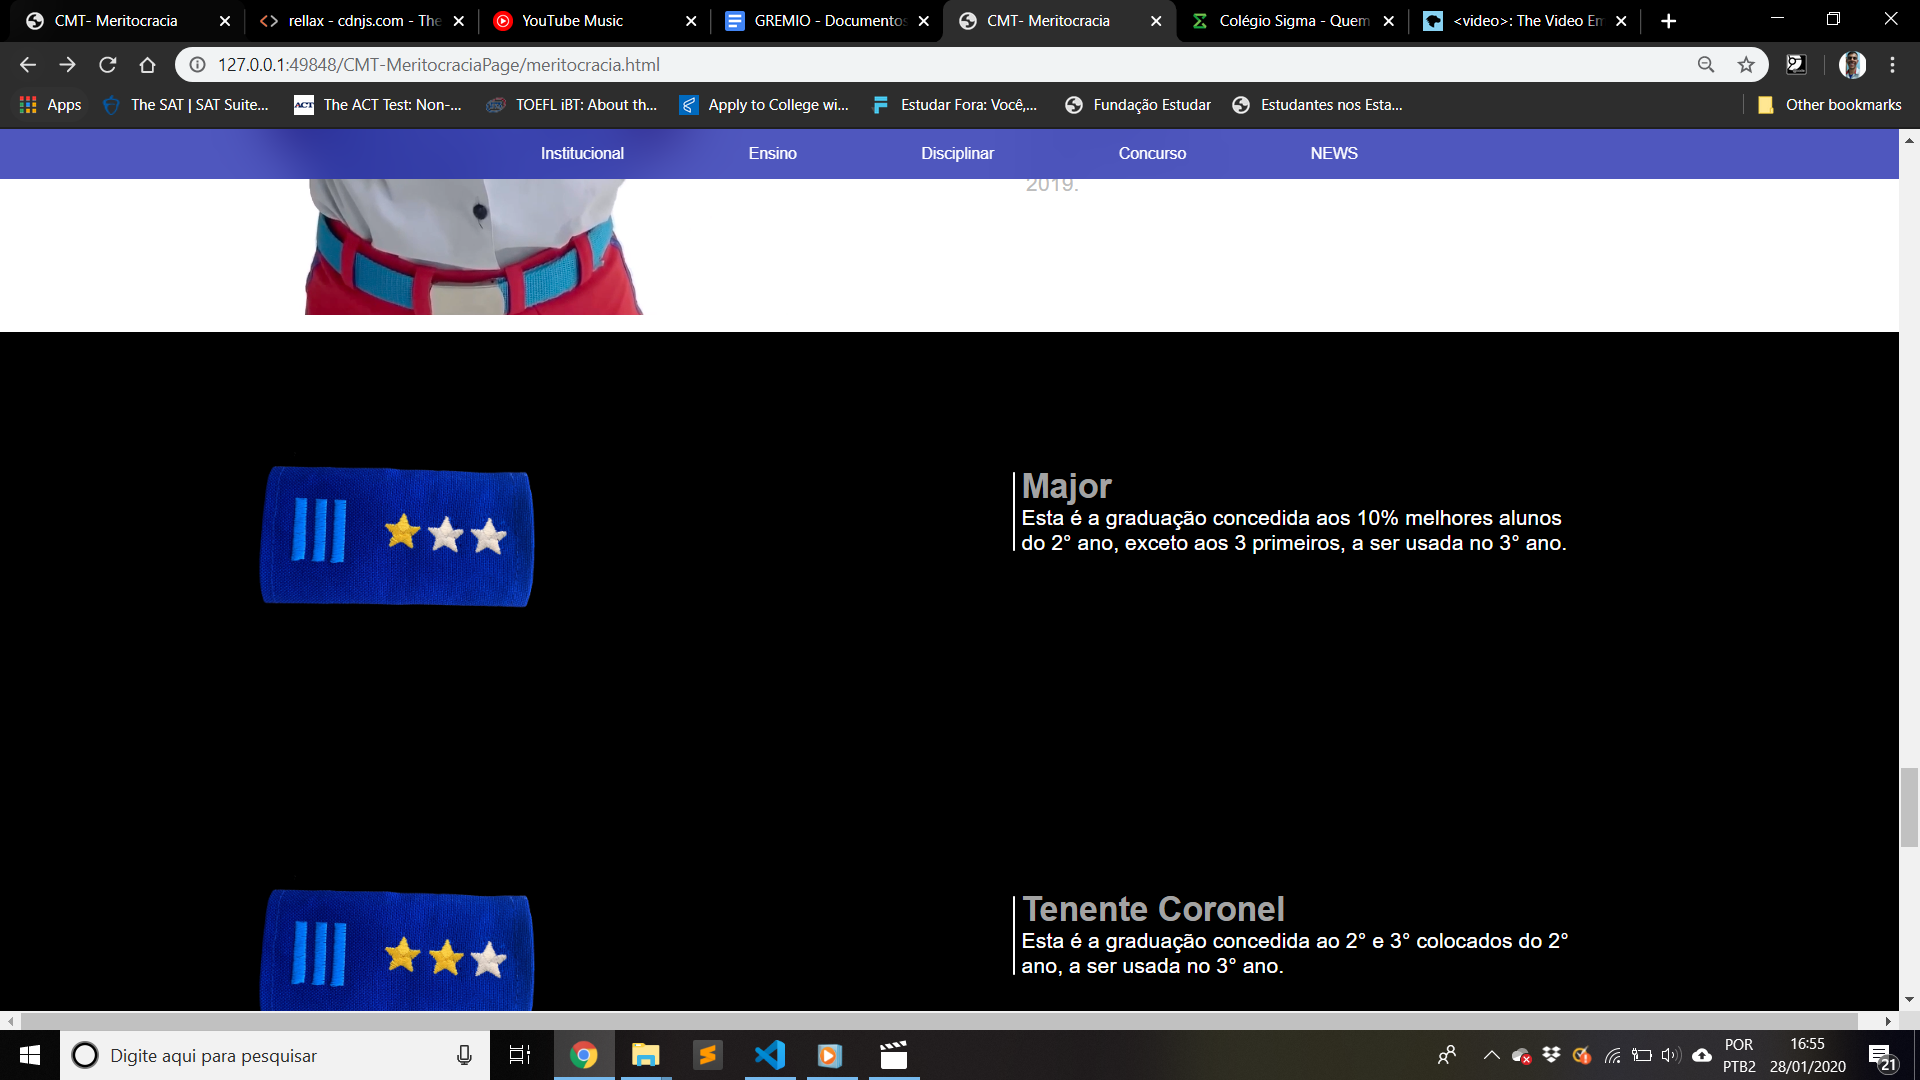 CMT- Meritocracia
rellax - cdnjs.com - The
YouTube Music
GREMIO - Documentos
CMT- Meritocracia
Colégio Sigma - Quem
<video>: The Video Em
127.0.0.1:49848/CMT-MeritocraciaPage/meritocracia.html
Apps
The SAT | SAT Suite...
ACT
The ACT Test: Non-...
TOEFL iBT: About th...
Apply to College wi...
Estudar Fora: Você,...
Fundação Estudar
Estudantes nos Esta...
Other bookmarks
Institucional
Ensino
Disciplinar
Concurso
NEWS
2019.
Major
Esta é a graduação concedida aos 10% melhores alunos
do 2° ano, exceto aos 3 primeiros, a ser usada no 3° ano.
Tenente Coronel
Esta é a graduação concedida ao 2° e 3° colocados do 2°
ano, a ser usada no 3° ano.
Digite aqui para pesquisar
POR
PTB2
16:55
28/01/2020
21